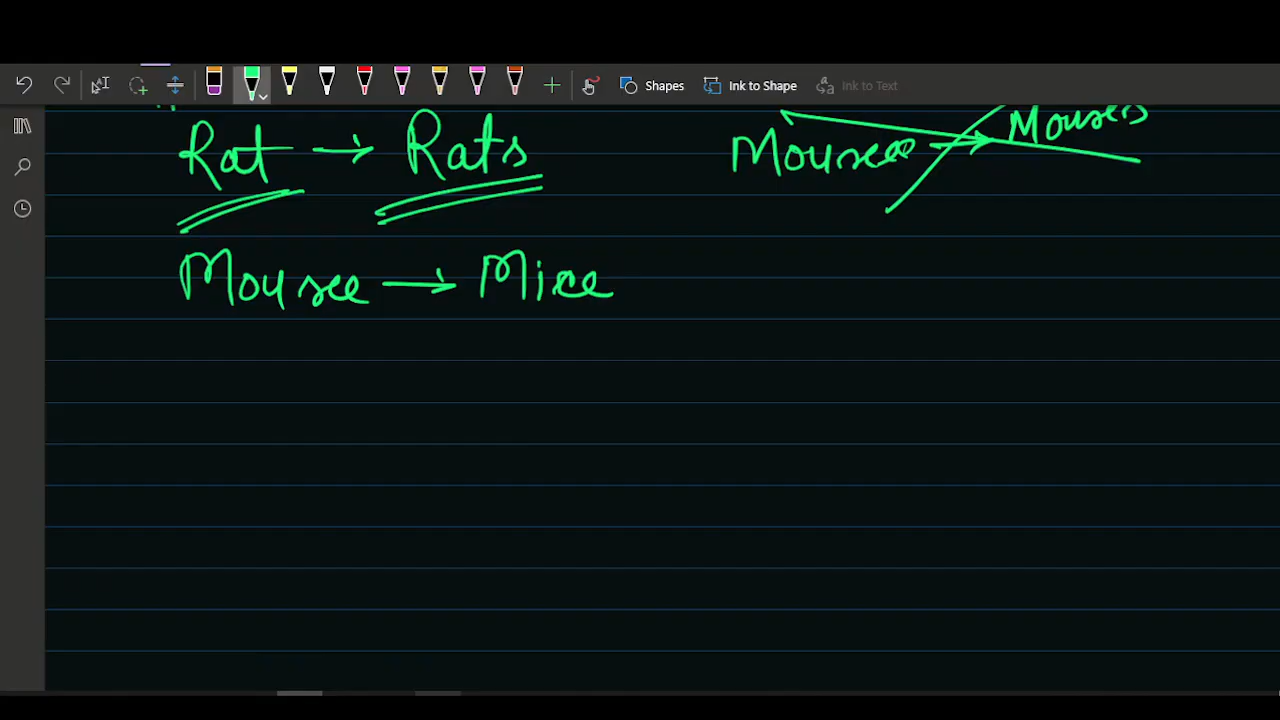 Shapes Ink to Shape Ink to Text
Rat → Rats
Mouse → Mouses
Mouse → Mice